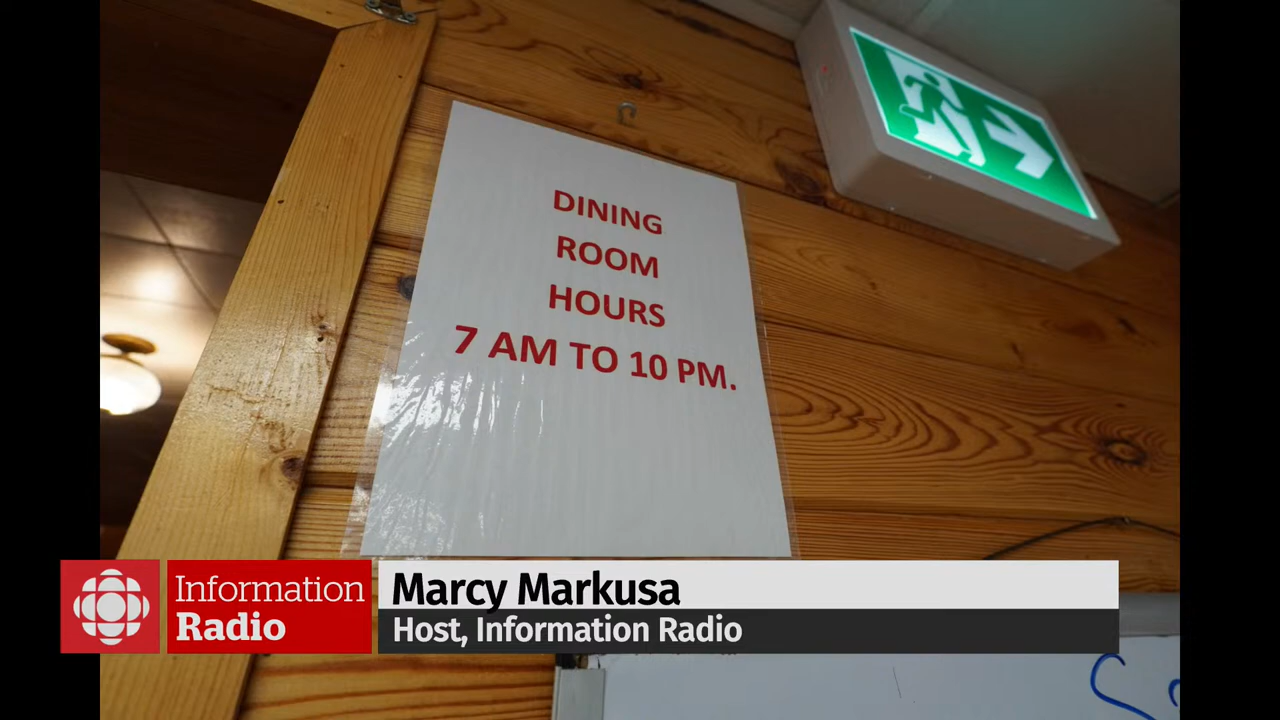 DINING
ROOM
HOURS
7 AM TO 10 PM.
Information
Radio
Marcy Markusa
Host, Information Radio